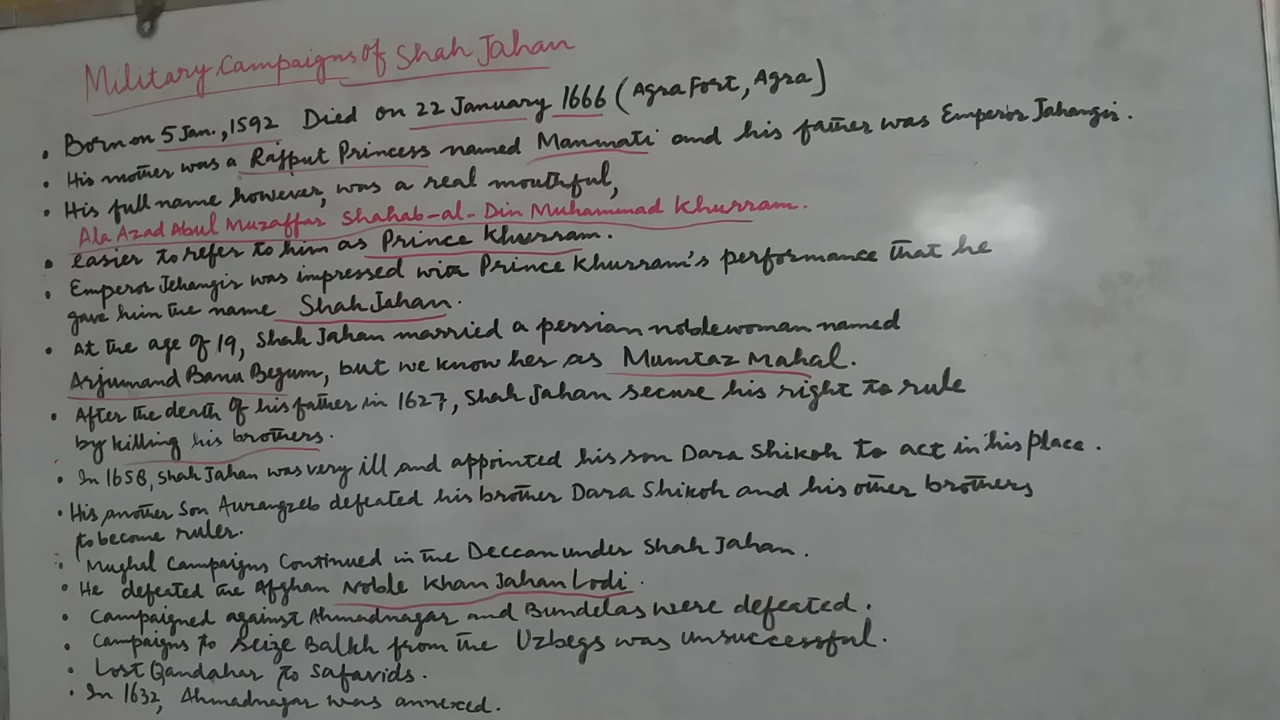 Military Campaigns of Shah Jahan
• Born on 5 Jan., 1592 Died on 22 January 1666 (Agra Fort, Agra)
• His mother was a Rajput Princess named Manmati and his father was Emperor Jahangir.
• His full name however, was a real mouthful,
Ala Azad Abul Muzaffar Shahab-al-Din Muhammad Khurram.
• easier to refer to him as Prince Khurram.
• Emperor Jehangir was impressed with Prince Khurram's performance that he
gave him the name Shah Jahan.
• At the age of 19, Shah Jahan married a persian noblewoman named
Arjumand Banu Begum, but we know her as Mumtaz Mahal.
• After the death of his father in 1627, Shah Jahan secure his right to rule
by killing his brothers.
• In 1658, Shah Jahan was very ill and appointed his son Dara Shikoh to act in his place.
• His another Son Aurangzeb defeated his brother Dara Shikoh and his other brothers
to become ruler.
• Mughal Campaigns Continued in the Deccan under Shah Jahan.
• He defeated the Afghan Noble Khan Jahan Lodi.
• Campaigned against Ahmadnagar and Bundelas were defeated.
• Campaigns to seize Balkh from the Uzbegs was unsuccessful.
• Lost Qandahar to Safavids.
• In 1632, Ahmadnagar was annexed.